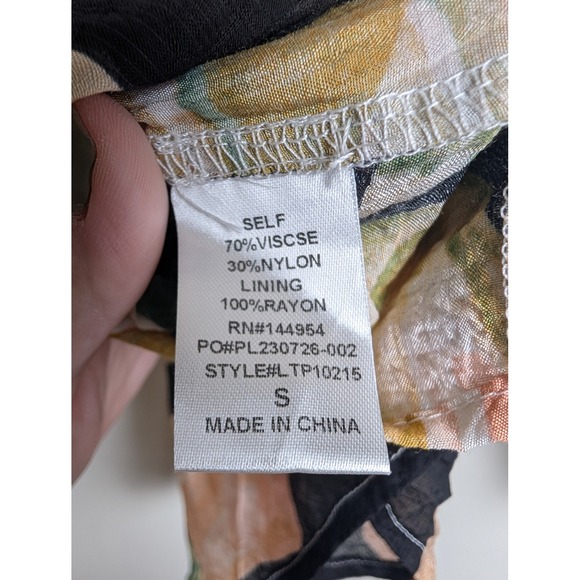 SELF
70%VISCSE
30%NYLON
LINING
100%RAYON
RN#144954
PO#PL230726-002
STYLE#LTP10215
S
MADE IN CHINA